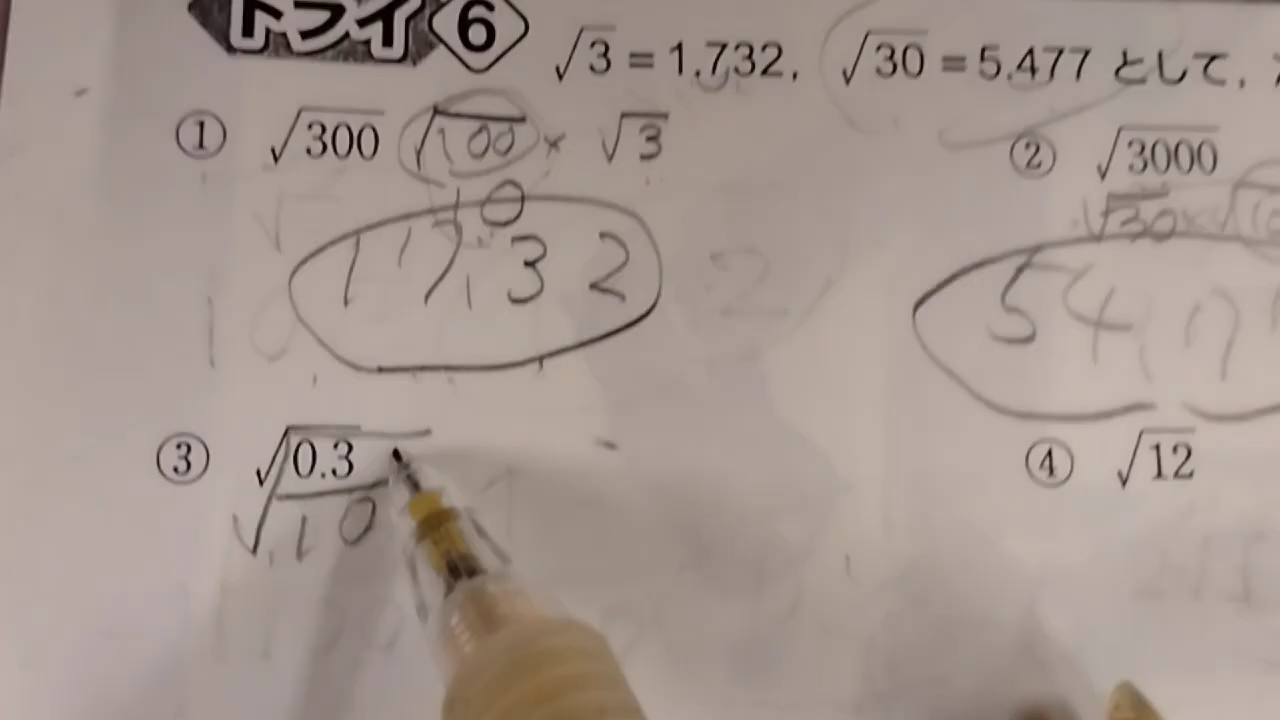 トライ 6
√3 = 1.732, √30 = 5.477 として,
① √300 √100 × √3
10
17.32
② √3000
√30 × √10
54.7
③ √0.3
√10
④ √12